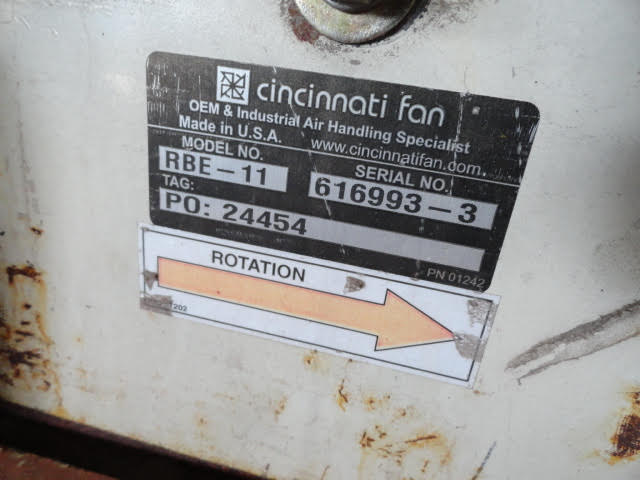 cincinnati fan
OEM & Industrial Air Handling Specialist
Made in U.S.A. www.cincinnatifan.com
MODEL NO. SERIAL NO.
RBE-11 616993-3
TAG:
PO: 24454
PN 01242
ROTATION